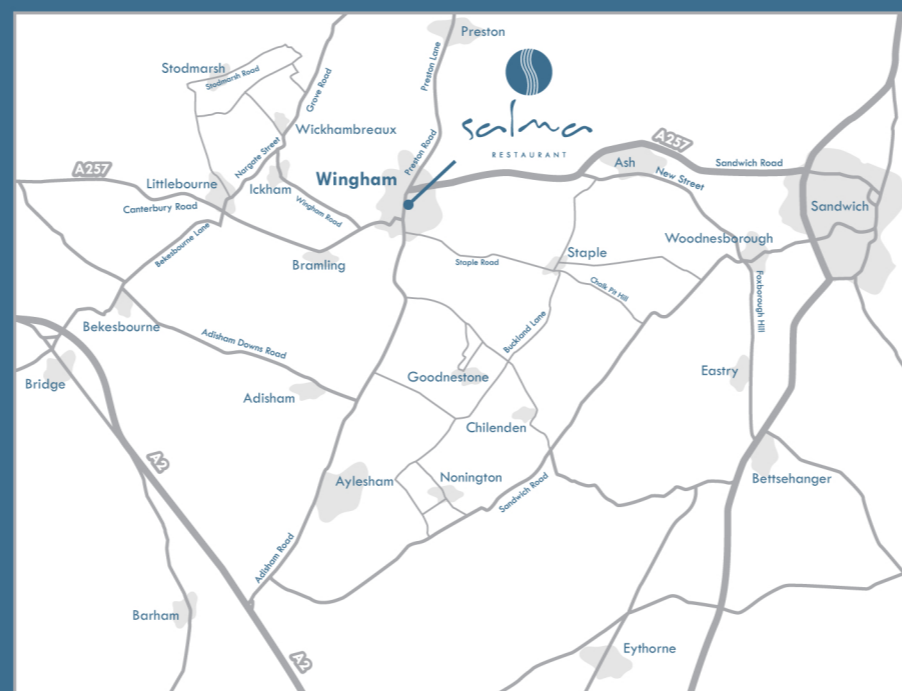 Preston
Stodmarsh
Stodmarsh Road
Grove Road
Preston Lane
salma
RESTAURANT
Wickhambreaux
Nargate Street
Preston Road
A257
A257
Ash
Sandwich Road
New Street
Littlebourne
Ickham
Wingham
Canterbury Road
Wingham Road
Sandwich
Bekesbourne Lane
Bramling
Staple Road
Staple
Woodnesborough
Chalk Pit Hill
Foxborough Hill
Bekesbourne
Adisham Downs Road
Buckland Lane
Bridge
Adisham
Goodnestone
Eastry
Chilenden
A2
Aylesham
Nonington
Sandwich Road
Bettsehanger
Adisham Road
Barham
A2
Eythorne